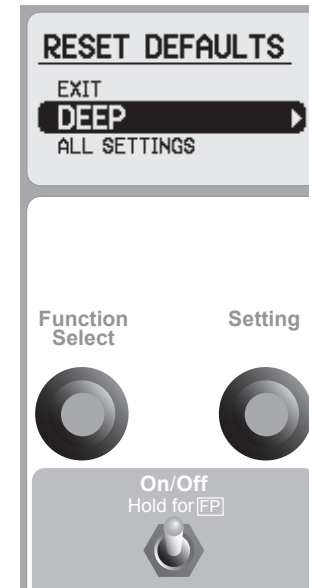 RESET DEFAULTS
EXIT
DEEP
ALL SETTINGS
Function
Select
Setting
On/Off
Hold for FP